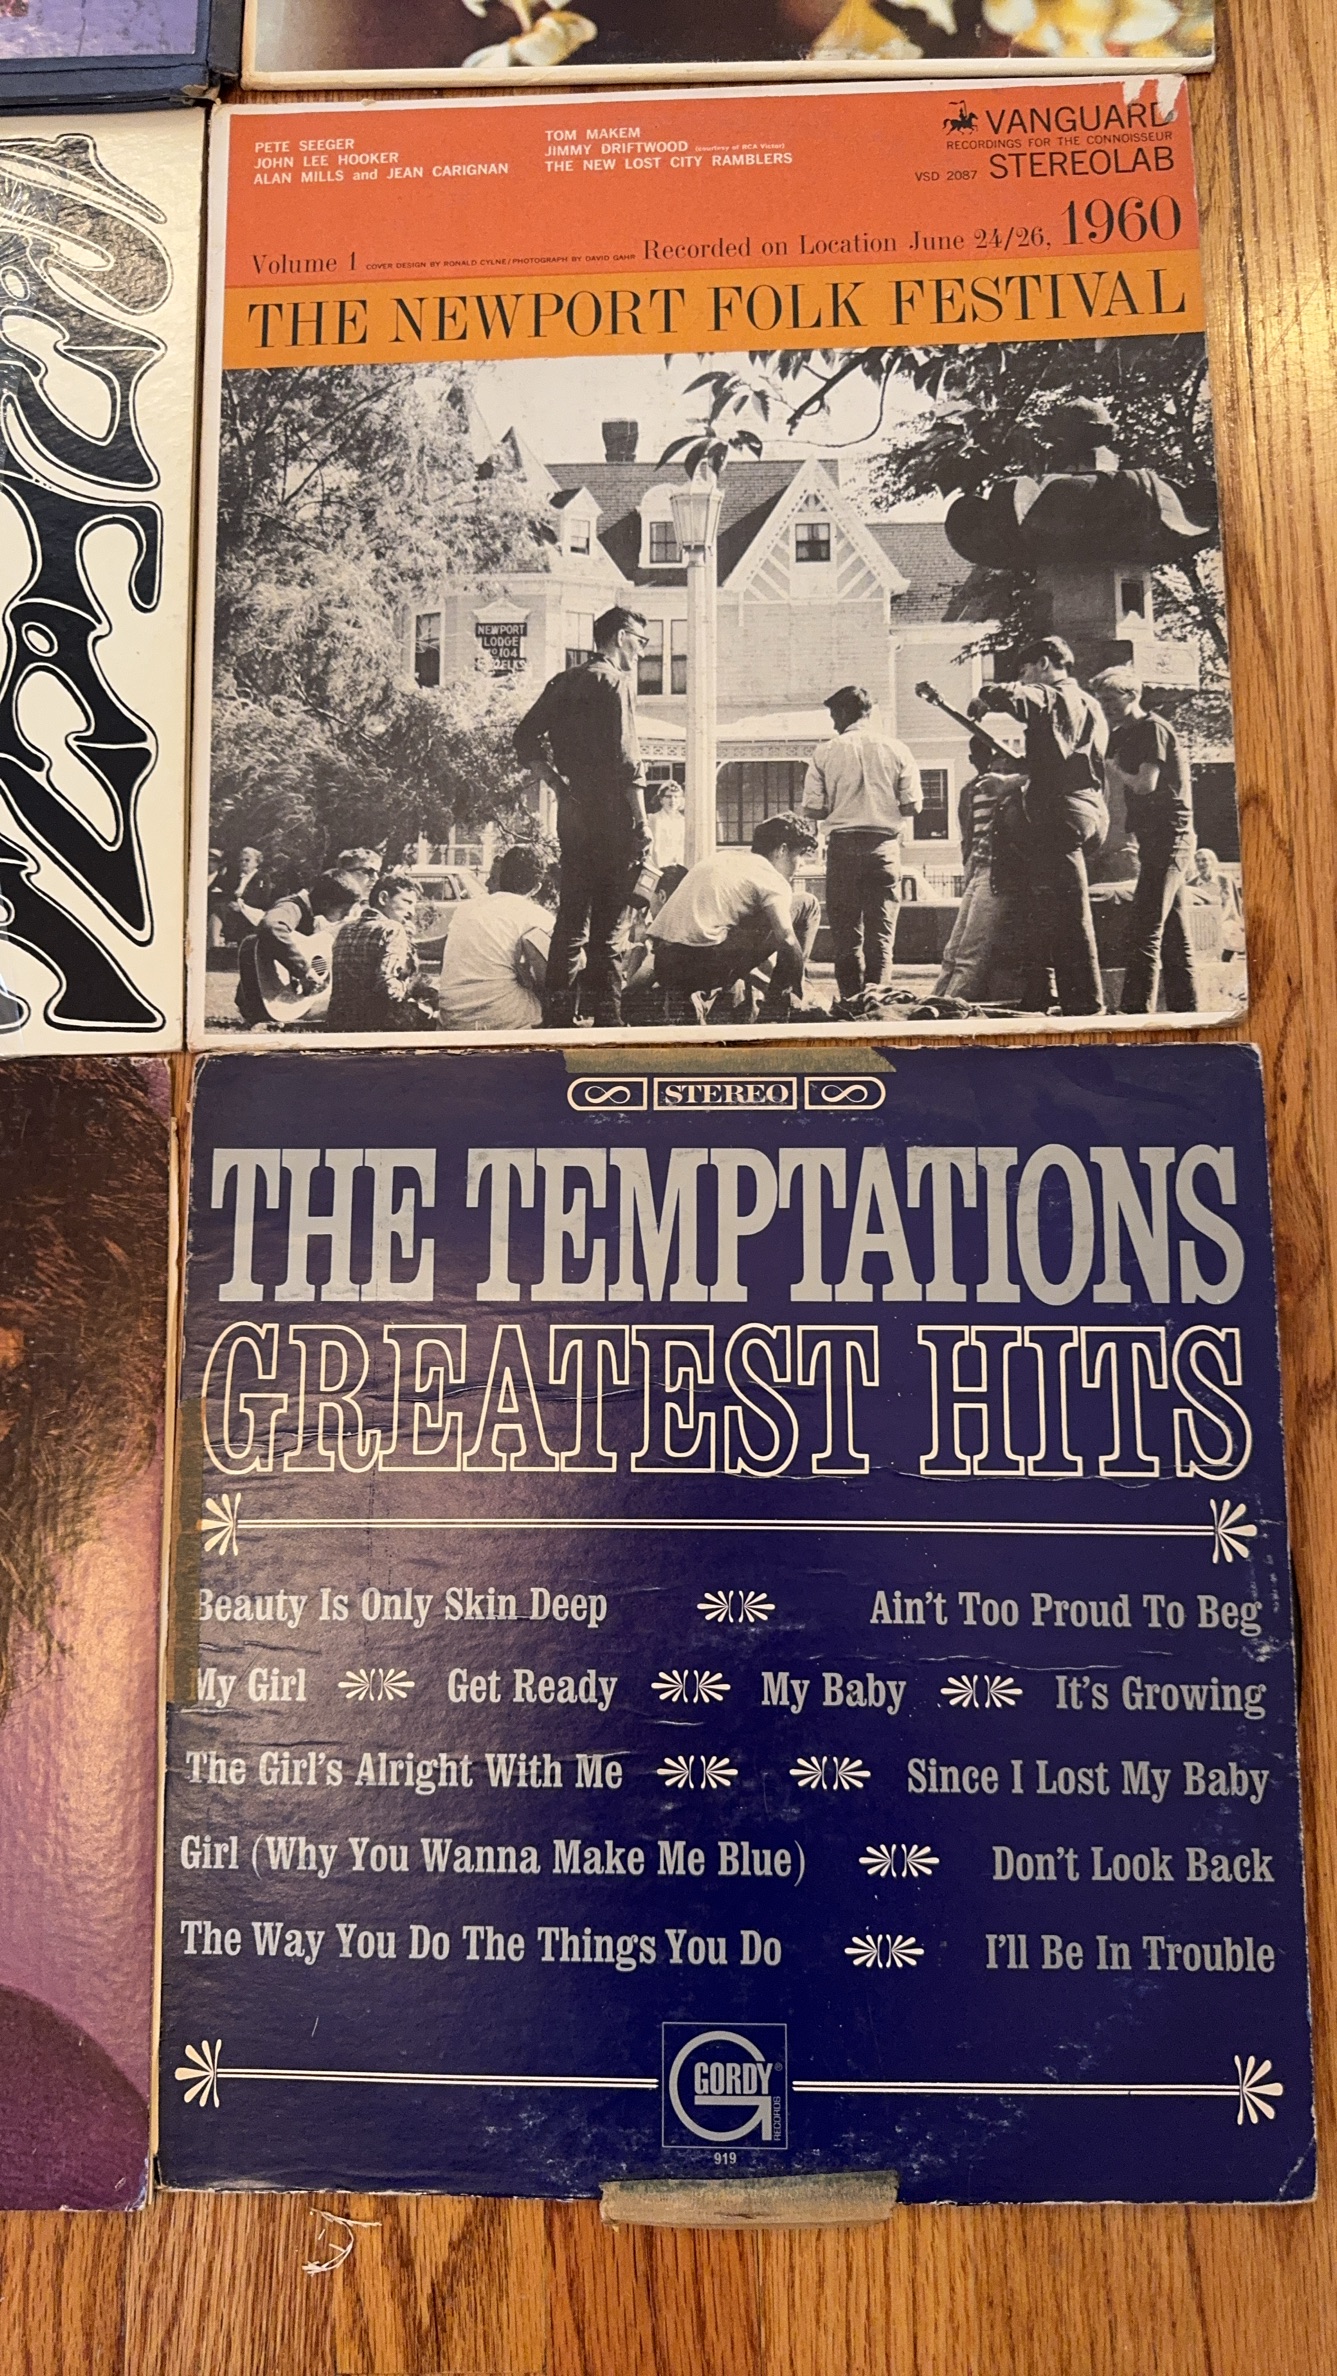 PETE SEEGER
JOHN LEE HOOKER
ALAN MILLS and JEAN CARIGNAN
TOM MAKEM
JIMMY DRIFTWOOD (courtesy of RCA Victor)
THE NEW LOST CITY RAMBLERS
VANGUARD
RECORDINGS FOR THE CONNOISSEUR
VSD 2087 STEREOLAB
Volume 1 COVER DESIGN BY RONALD CYLNE/PHOTOGRAPH BY DAVID GAHR Recorded on Location June 24/26, 1960
THE NEWPORT FOLK FESTIVAL
NEWPORT
LODGE
No 104
ELKS
STEREO
THE TEMPTATIONS
GREATEST HITS
Beauty Is Only Skin Deep Ain't Too Proud To Beg
My Girl Get Ready My Baby It's Growing
The Girl's Alright With Me Since I Lost My Baby
Girl (Why You Wanna Make Me Blue) Don't Look Back
The Way You Do The Things You Do I'll Be In Trouble
GORDY®
RECORDS
919